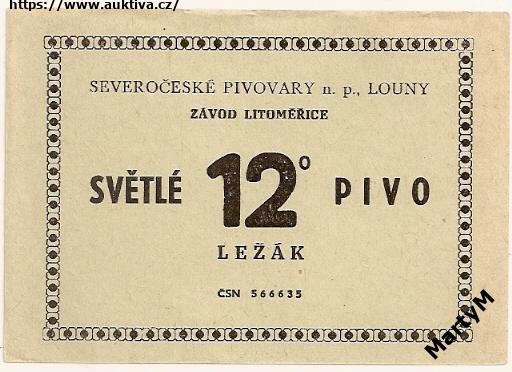 https://www.auktiva.cz/
SEVEROČESKÉ PIVOVARY n. p., LOUNY
ZÁVOD LITOMĚŘICE
SVĚTLÉ 12° PIVO
LEŽÁK
ČSN 566635
MartyM